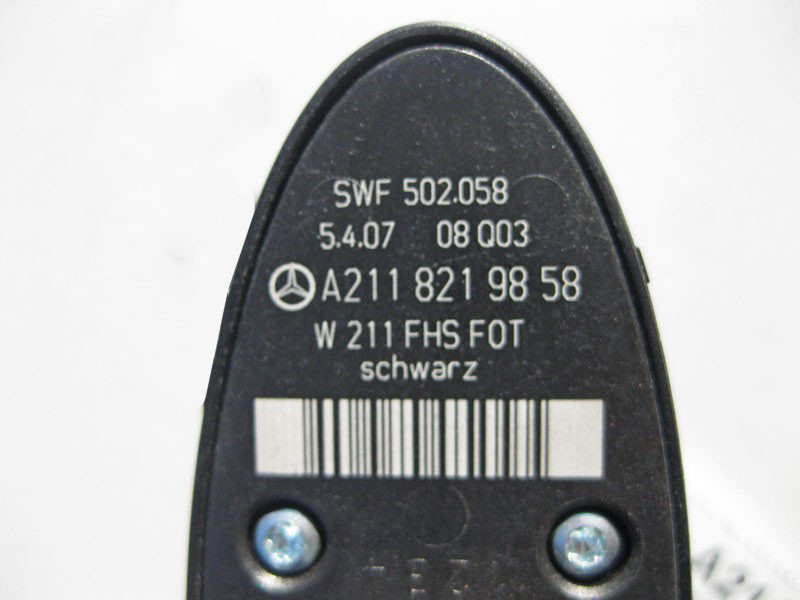 SWF 502.058
5.4.07 08 Q03
A211 821 98 58
W 211 FHS FOT
schwarz